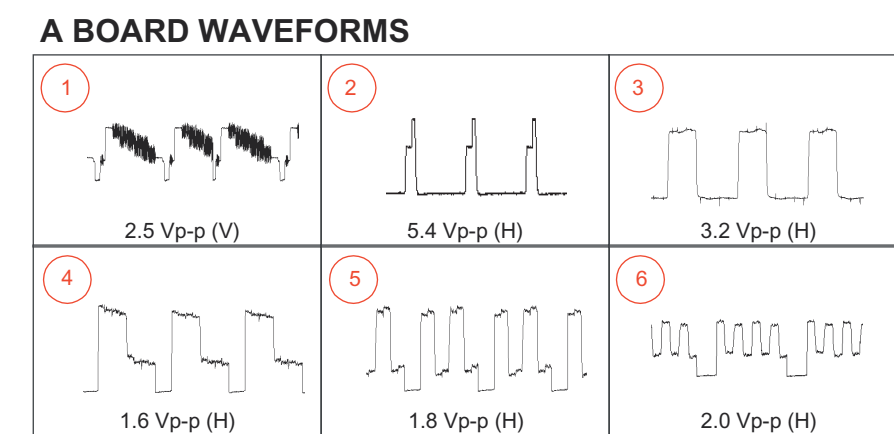 A BOARD WAVEFORMS
1
2
3
2.5 Vp-p (V)
5.4 Vp-p (H)
3.2 Vp-p (H)
4
5
6
1.6 Vp-p (H)
1.8 Vp-p (H)
2.0 Vp-p (H)